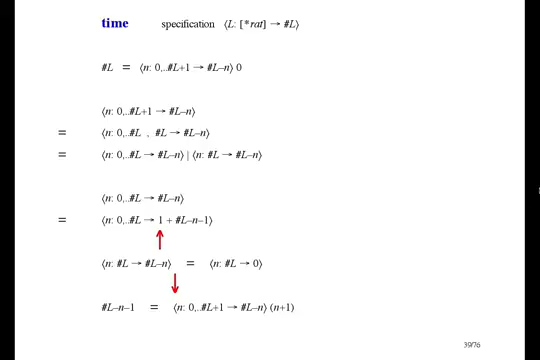 time specification ⟨L: [*rat] → #L⟩
#L = ⟨n: 0,..#L+1 → #L–n⟩ 0
⟨n: 0,..#L+1 → #L–n⟩
= ⟨n: 0,..#L , #L → #L–n⟩
= ⟨n: 0,..#L → #L–n⟩ | ⟨n: #L → #L–n⟩
⟨n: 0,..#L → #L–n⟩
= ⟨n: 0,..#L → 1 + #L–n–1⟩
⟨n: #L → #L–n⟩ = ⟨n: #L → 0⟩
#L–n–1 = ⟨n: 0,..#L+1 → #L–n⟩ (n+1)
39/76